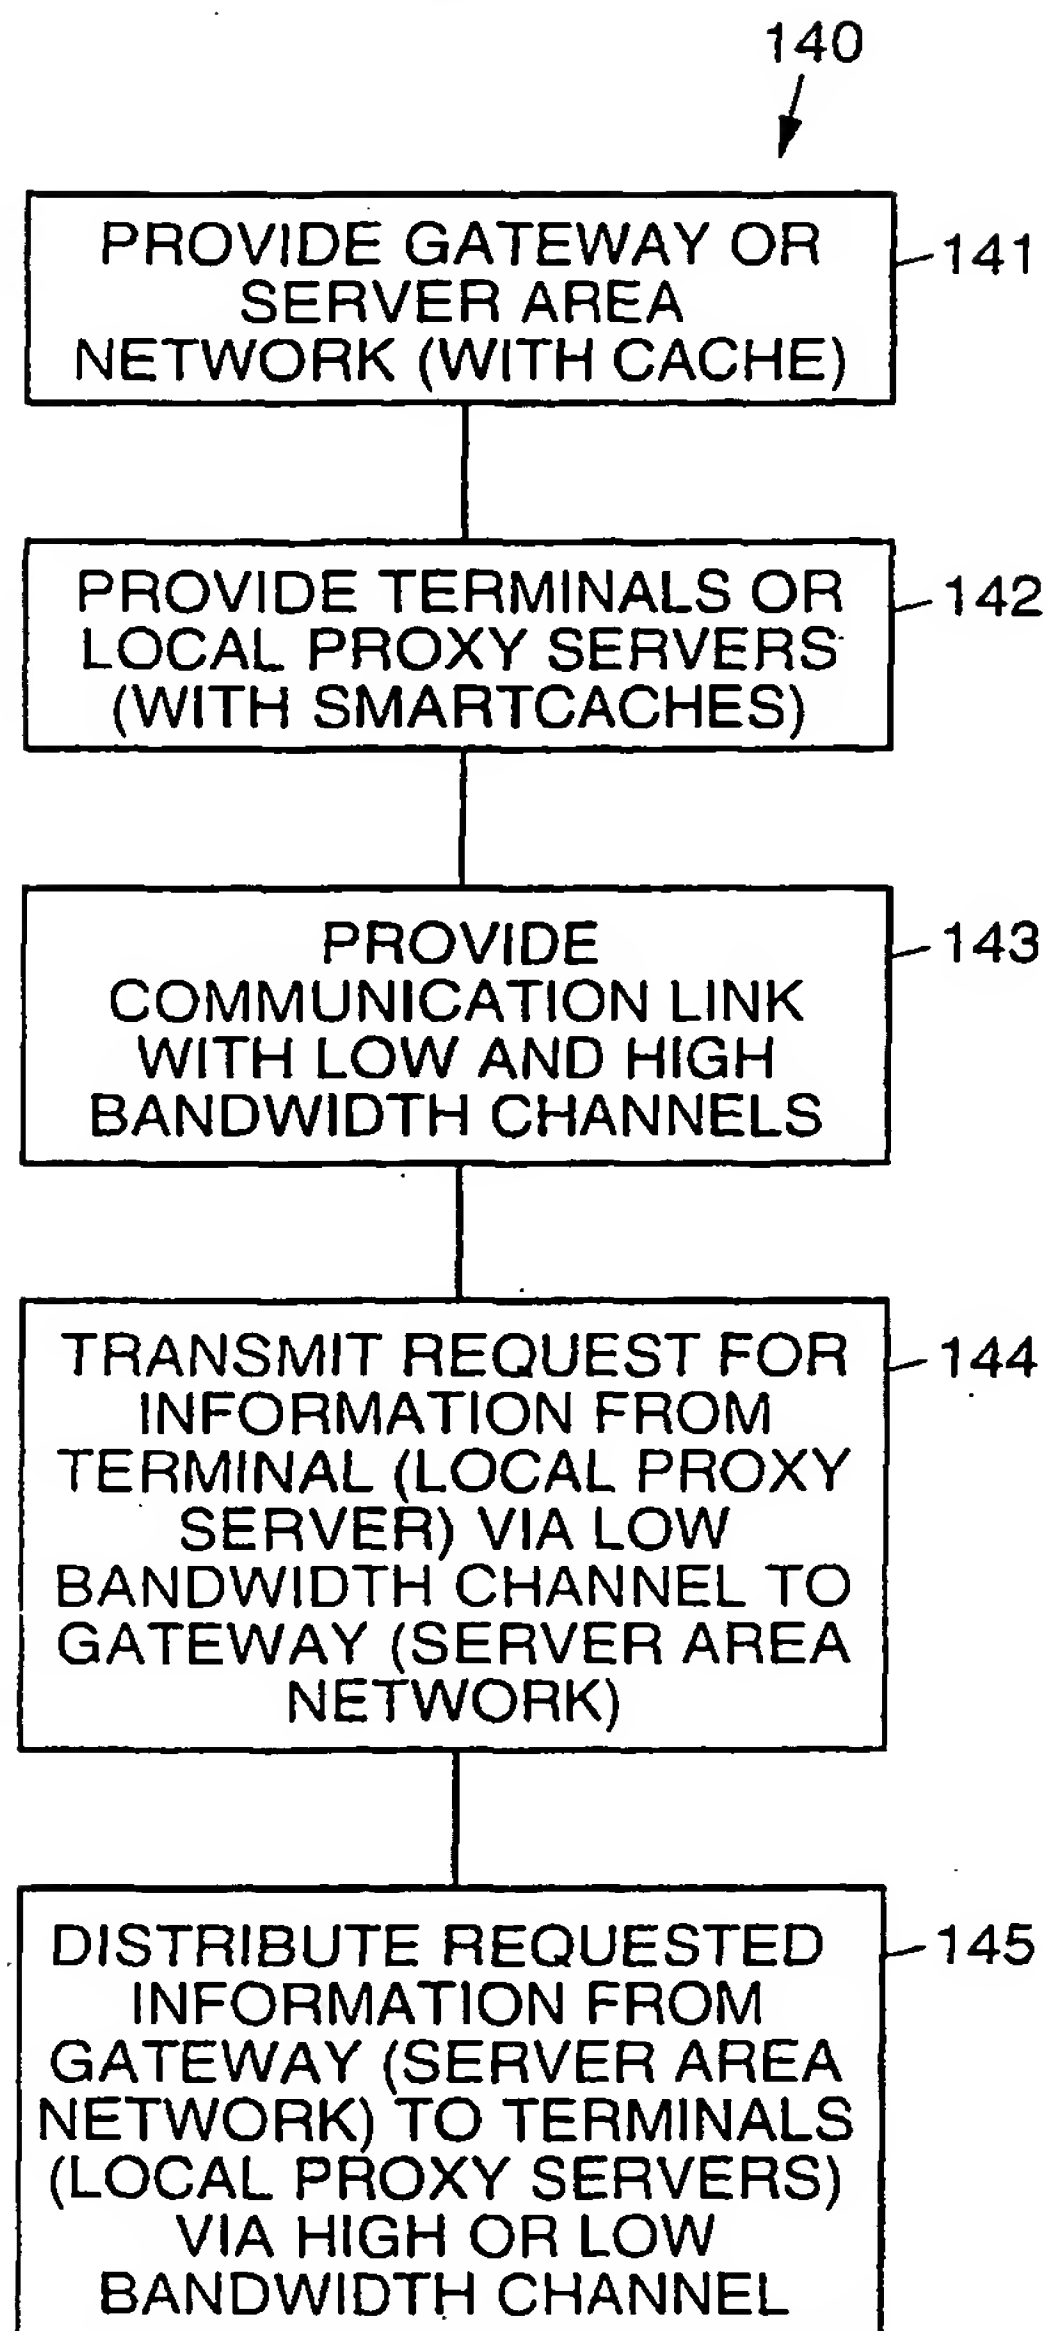 140
PROVIDE GATEWAY OR
SERVER AREA
NETWORK (WITH CACHE)
141
PROVIDE TERMINALS OR
LOCAL PROXY SERVERS
(WITH SMARTCACHES)
142
PROVIDE
COMMUNICATION LINK
WITH LOW AND HIGH
BANDWIDTH CHANNELS
143
TRANSMIT REQUEST FOR
INFORMATION FROM
TERMINAL (LOCAL PROXY
SERVER) VIA LOW
BANDWIDTH CHANNEL TO
GATEWAY (SERVER AREA
NETWORK)
144
DISTRIBUTE REQUESTED
INFORMATION FROM
GATEWAY (SERVER AREA
NETWORK) TO TERMINALS
(LOCAL PROXY SERVERS)
VIA HIGH OR LOW
BANDWIDTH CHANNEL
145